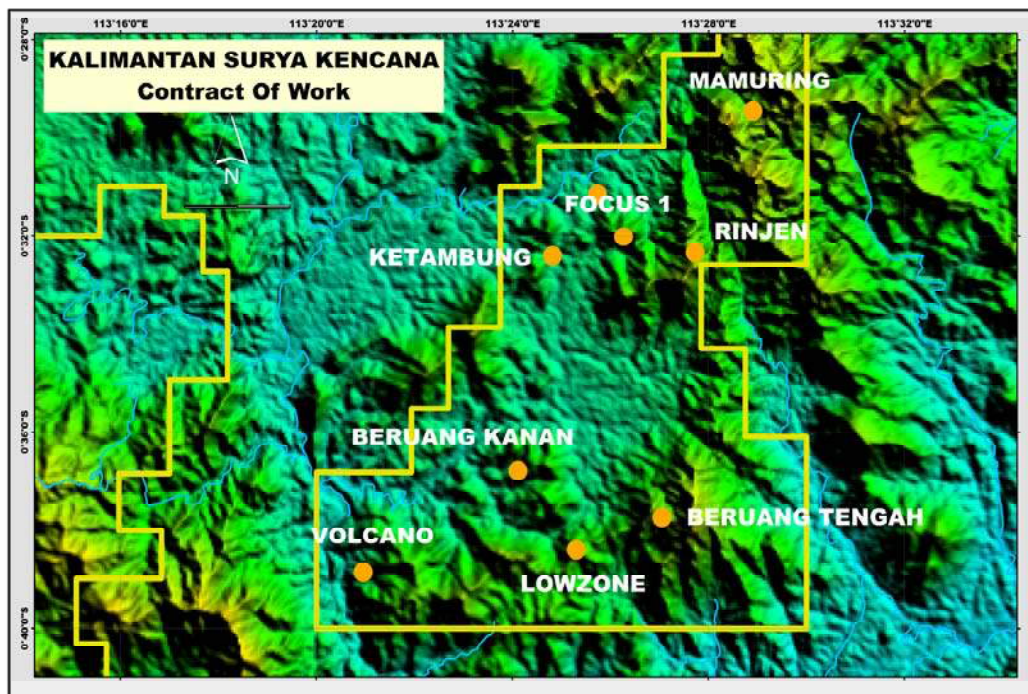 113°16'0"E 113°20'0"E 113°24'0"E 113°28'0"E 113°32'0"E
0°28'0"S
KALIMANTAN SURYA KENCANA
Contract Of Work
MAMURING
N
FOCUS 1
0°32'0"S
RINJEN
KETAMBUNG
0°36'0"S
BERUANG KANAN
BERUANG TENGAH
VOLCANO
LOWZONE
0°40'0"S